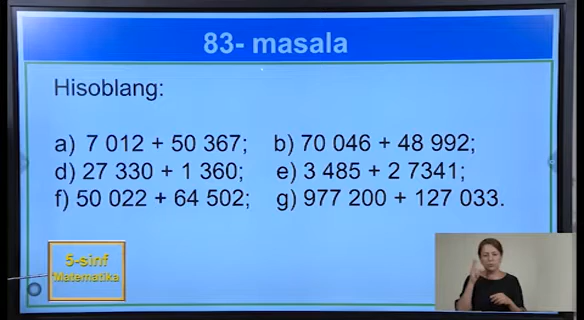 83- masala
Hisoblang:
a) 7 012 + 50 367; b) 70 046 + 48 992;
d) 27 330 + 1 360; e) 3 485 + 2 7341;
f) 50 022 + 64 502; g) 977 200 + 127 033.
5-sinf
Matematika